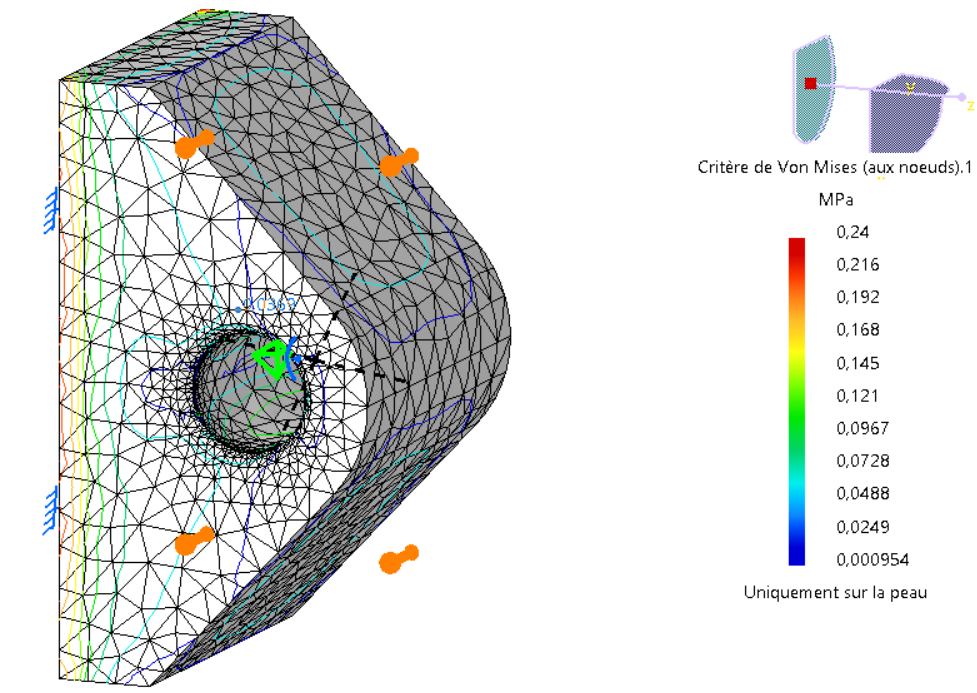 z
Critère de Von Mises (aux noeuds).1
MPa
0,24
0,216
0,192
0,168
0,145
0,121
0,0967
0,0728
0,0488
0,0249
0,000954
Uniquement sur la peau